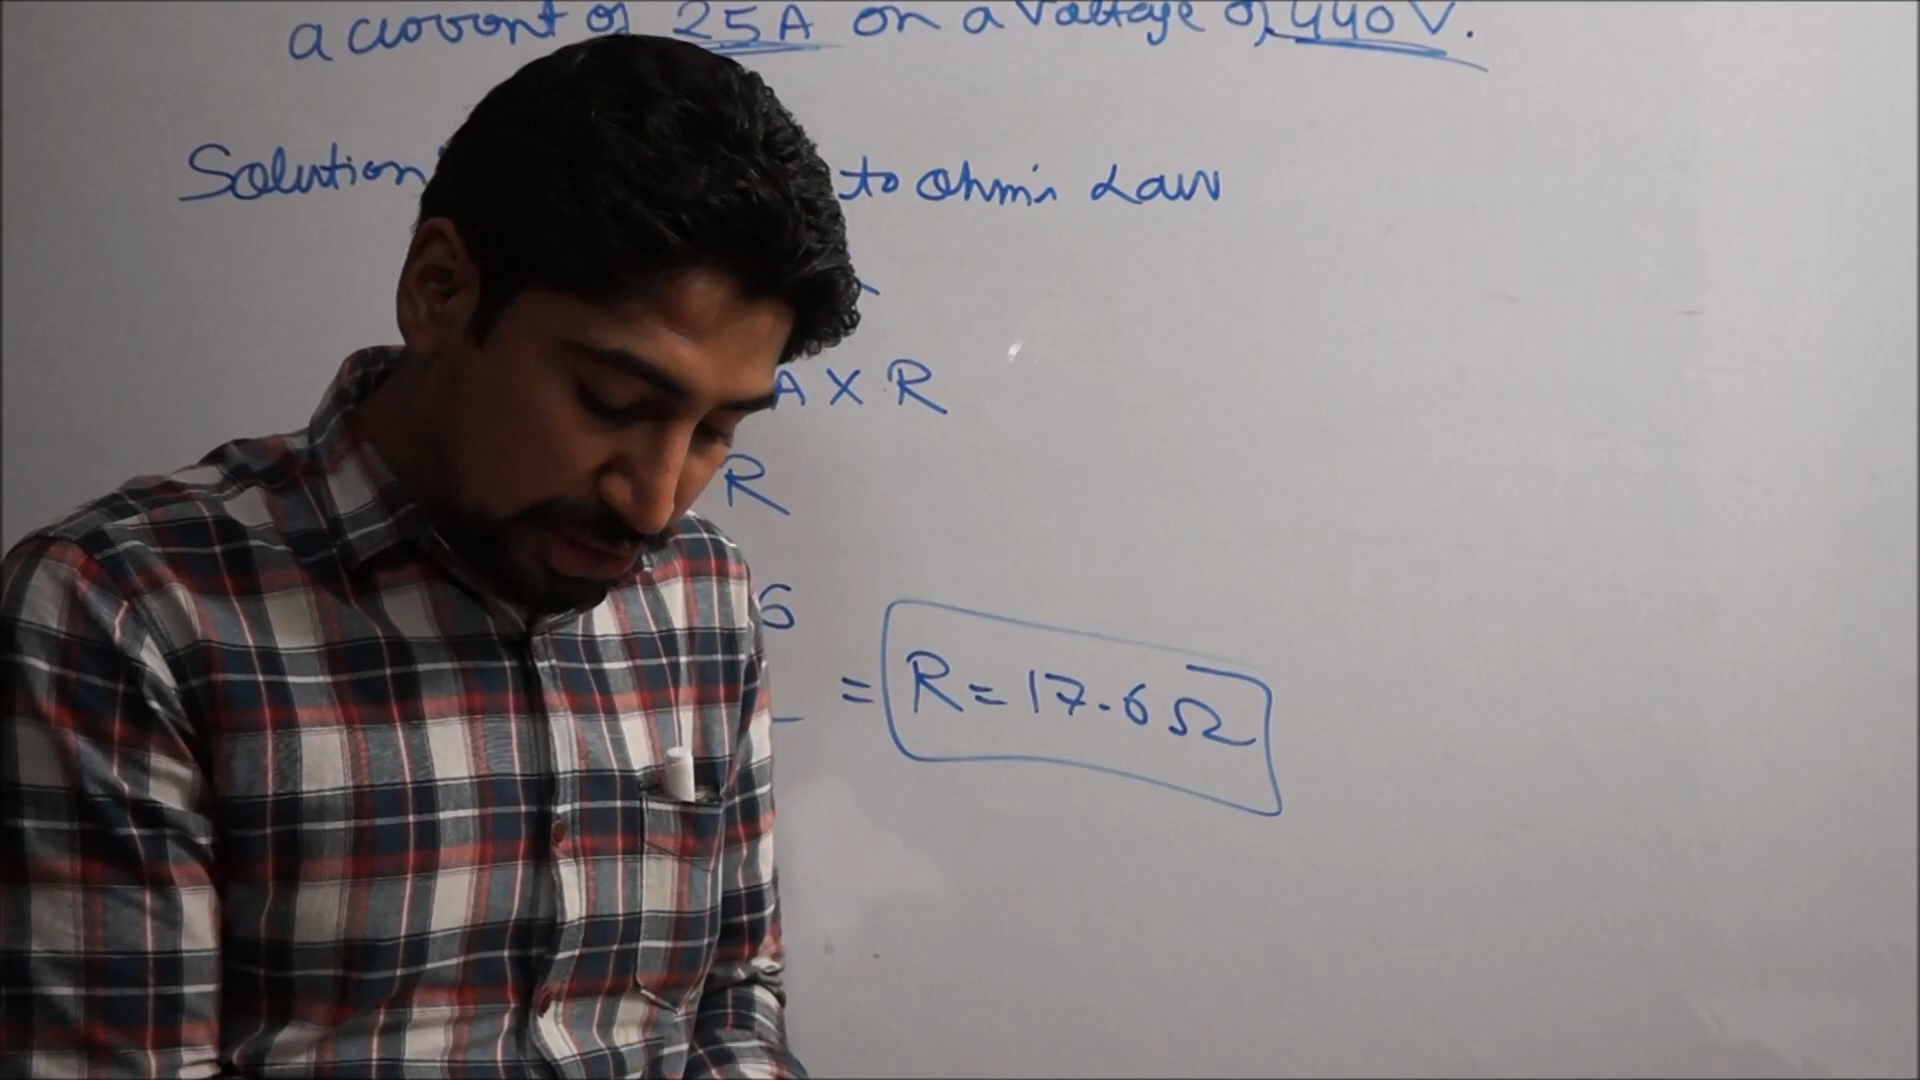 a current of 25A on a Voltage of 440V.
Solution to ohm's Law
A X R
R
6
= R = 17.6 Ω